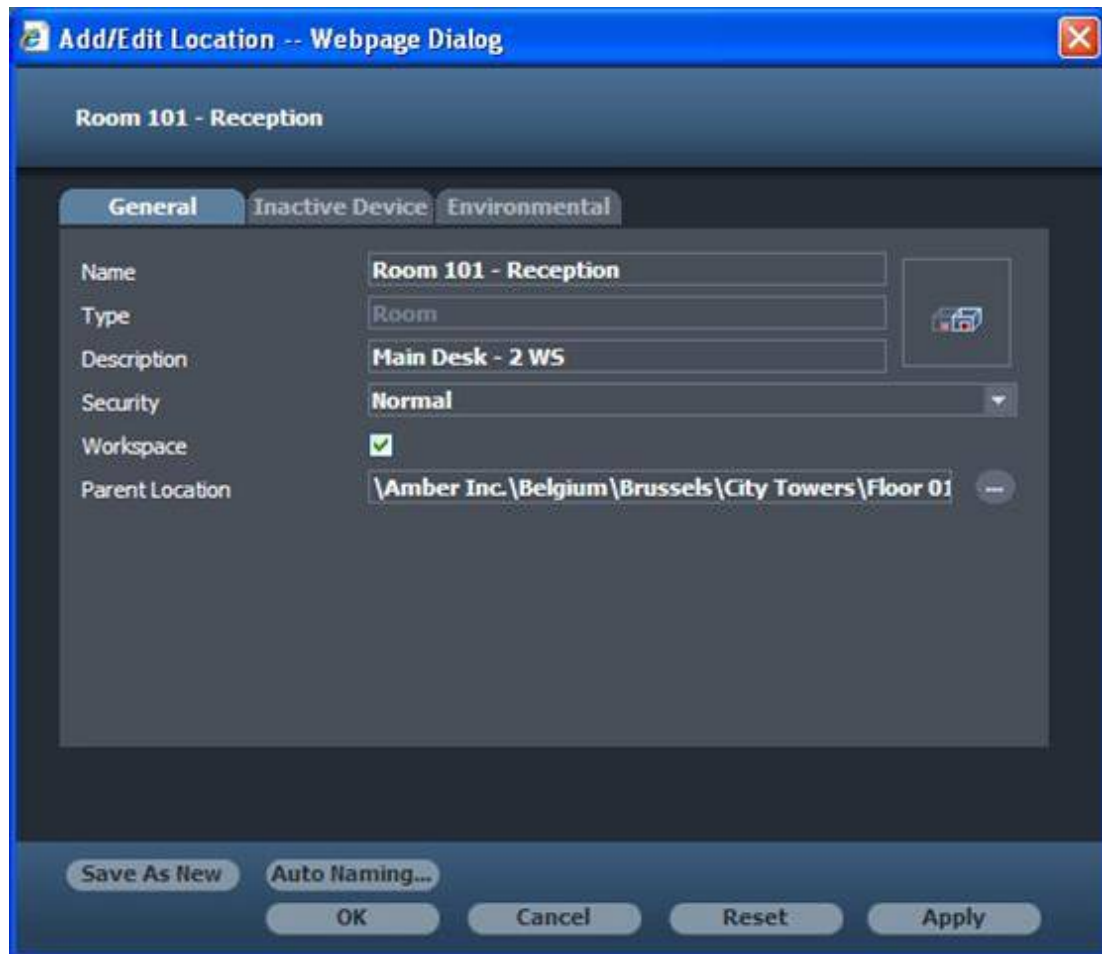 Add/Edit Location -- Webpage Dialog
Room 101 - Reception
General Inactive Device Environmental
Name Room 101 - Reception
Type Room
Description Main Desk - 2 WS
Security Normal
Workspace
Parent Location \Amber Inc.\Belgium\Brussels\City Towers\Floor 01
Save As New Auto Naming...
OK Cancel Reset Apply